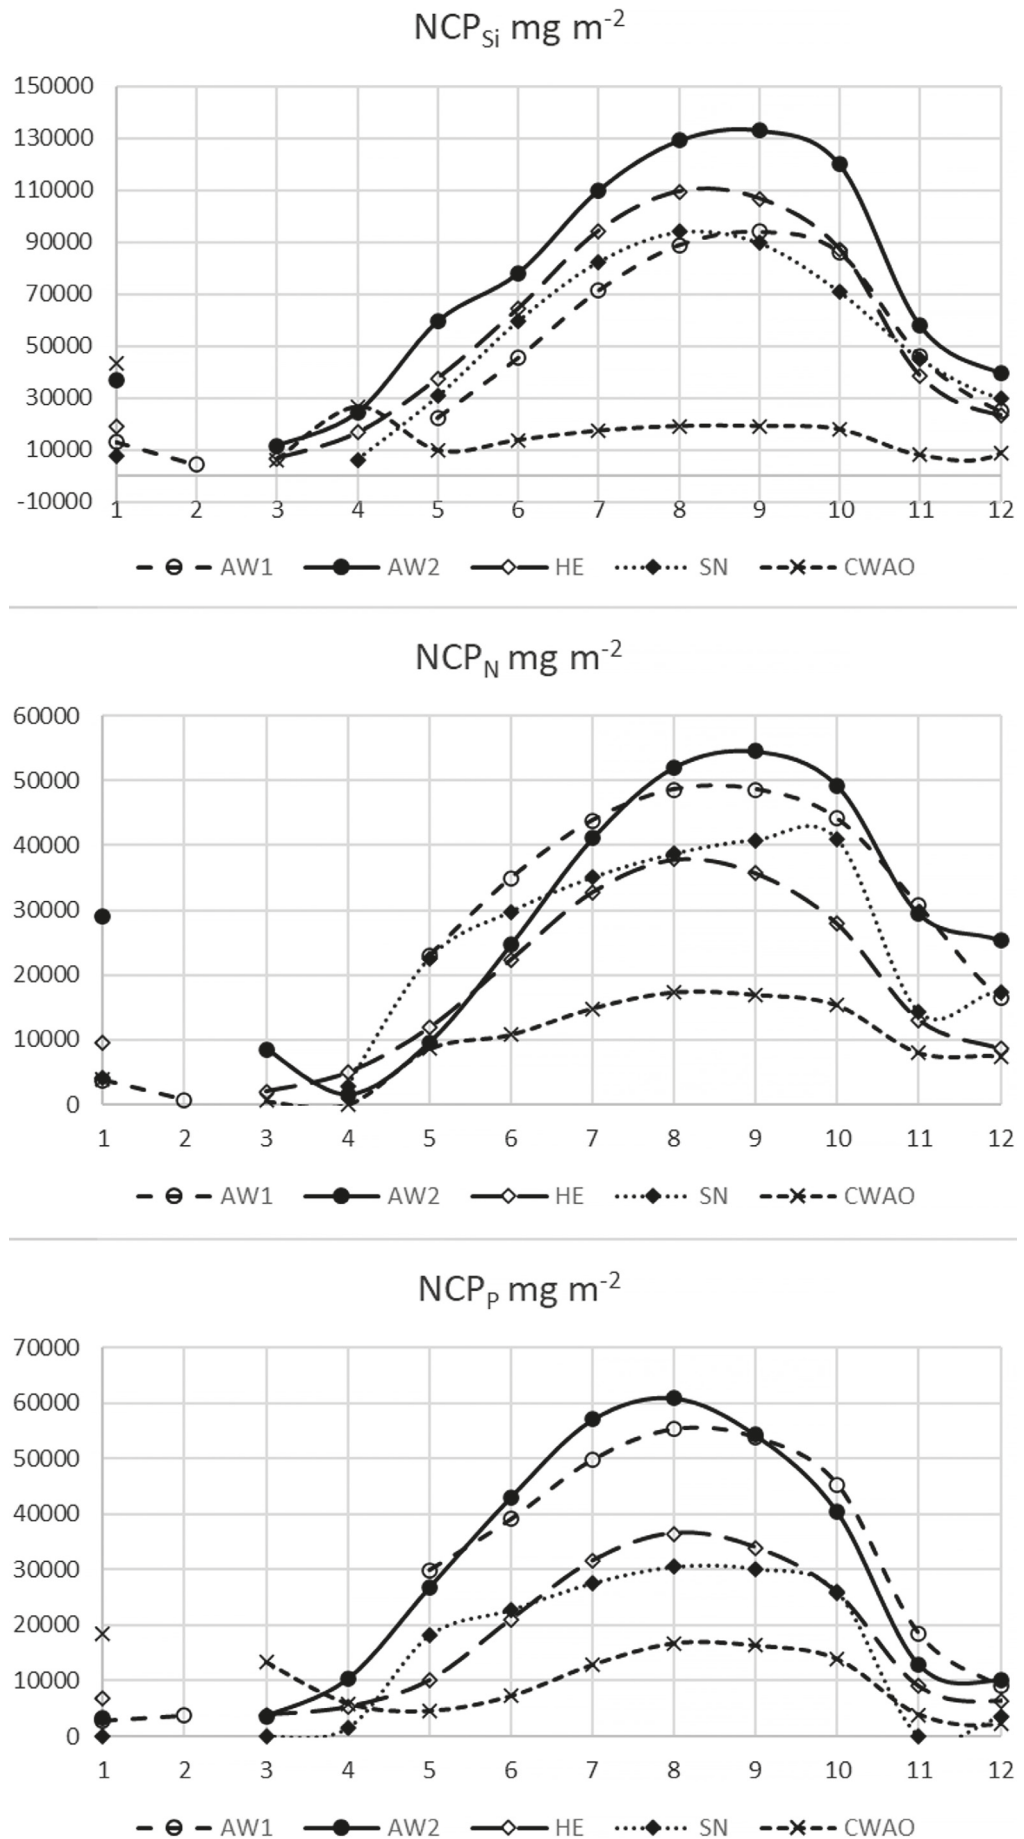 NCPSi mg m-2
150000
130000
110000
90000
70000
50000
30000
10000
-10000
1 2 3 4 5 6 7 8 9 10 11 12
AW1 AW2 HE SN CWAO
NCPN mg m-2
60000
50000
40000
30000
20000
10000
0
1 2 3 4 5 6 7 8 9 10 11 12
AW1 AW2 HE SN CWAO
NCPP mg m-2
70000
60000
50000
40000
30000
20000
10000
0
1 2 3 4 5 6 7 8 9 10 11 12
AW1 AW2 HE SN CWAO